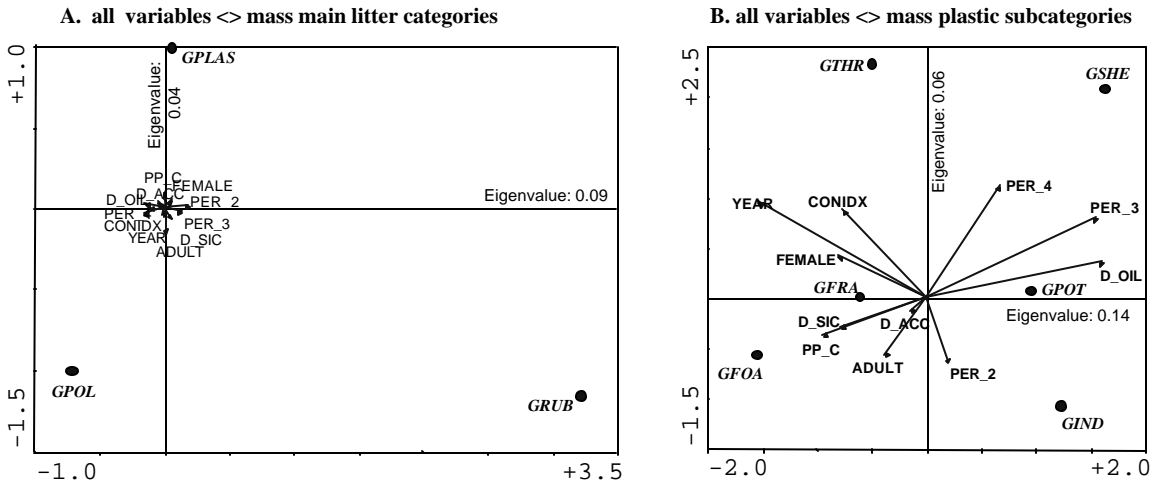 A. all variables <> mass main litter categories
+1.0
Eigenvalue:
0.04
GPLAS
PP_C
FEMALE
D_ACC
D_OIL
PER_2
PER_
CONIDX
PER_3
YEAR
D_SIC
ADULT
Eigenvalue: 0.09
GPOL
GRUB
-1.5
-1.0
+3.5
B. all variables <> mass plastic subcategories
+2.5
GTHR
Eigenvalue: 0.06
GSHE
PER_4
YEAR
CONIDX
PER_3
FEMALE
D_OIL
GFRA
GPOT
Eigenvalue: 0.14
D_SIC
D_ACC
PP_C
ADULT
PER_2
GFOA
GIND
-1.5
-2.0
+2.0